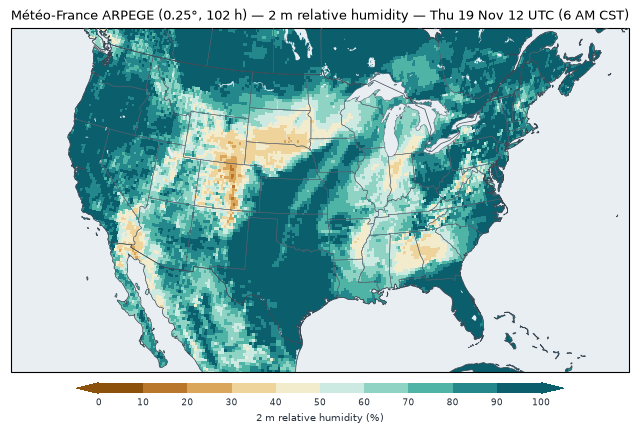 Météo-France ARPEGE (0.25°, 102 h) — 2 m relative humidity — Thu 19 Nov 12 UTC (6 AM CST)
0 10 20 30 40 50 60 70 80 90 100
2 m relative humidity (%)